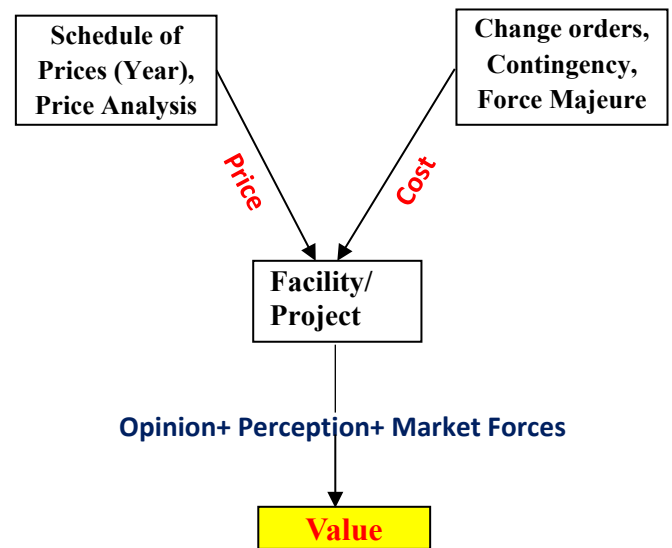 Schedule of
Prices (Year),
Price Analysis
Change orders,
Contingency,
Force Majeure
Price
Cost
Facility/
Project
Opinion+ Perception+ Market Forces
Value